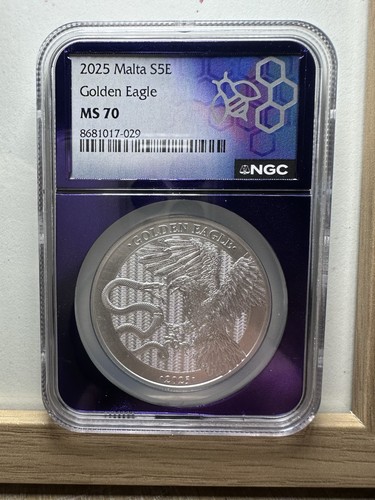 2025 Malta S5E
Golden Eagle
MS 70
8681017-029
NGC
·GOLDEN EAGLE·
·2025·